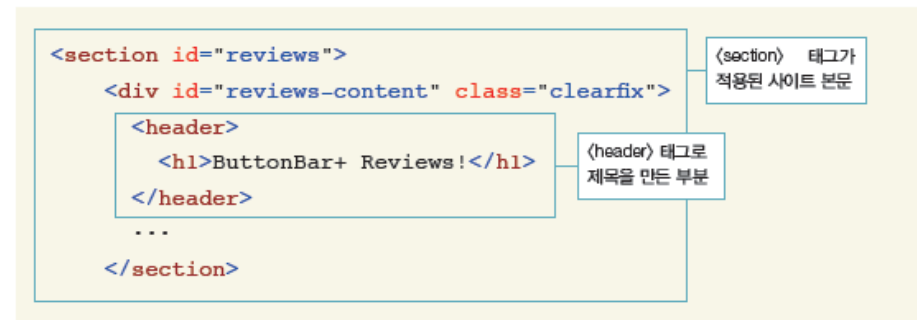 <section id="reviews">
<div id="reviews-content" class="clearfix">
<header>
<h1>ButtonBar+ Reviews!</h1>
</header>
...
</section>
〈section〉 태그가
적용된 사이트 본문
〈header〉 태그로
제목을 만든 부분